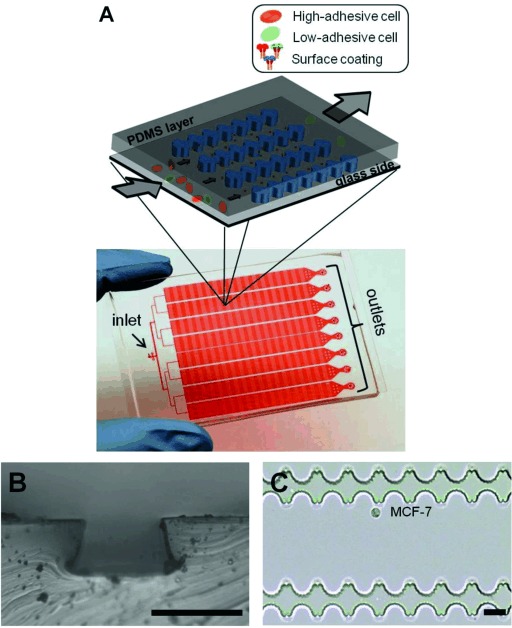 A
High-adhesive cell
Low-adhesive cell
Surface coating
PDMS layer
glass side
inlet
outlets
B
C
MCF-7